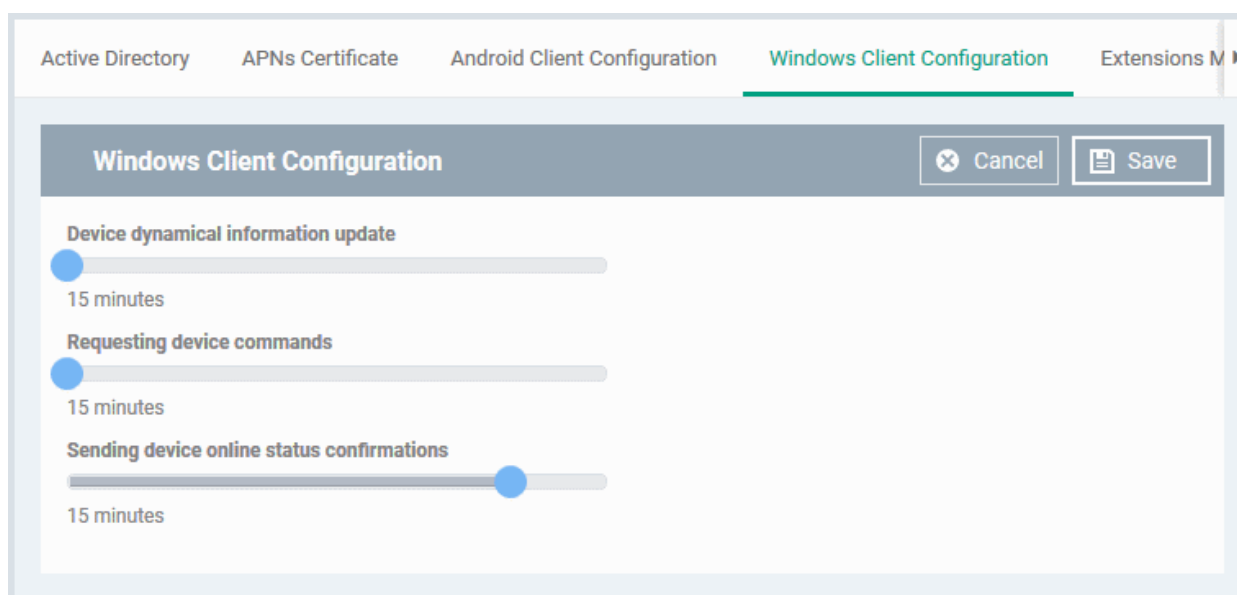 Active Directory APNs Certificate Android Client Configuration Windows Client Configuration Extensions M
Windows Client Configuration Cancel Save
Device dynamical information update
15 minutes
Requesting device commands
15 minutes
Sending device online status confirmations
15 minutes